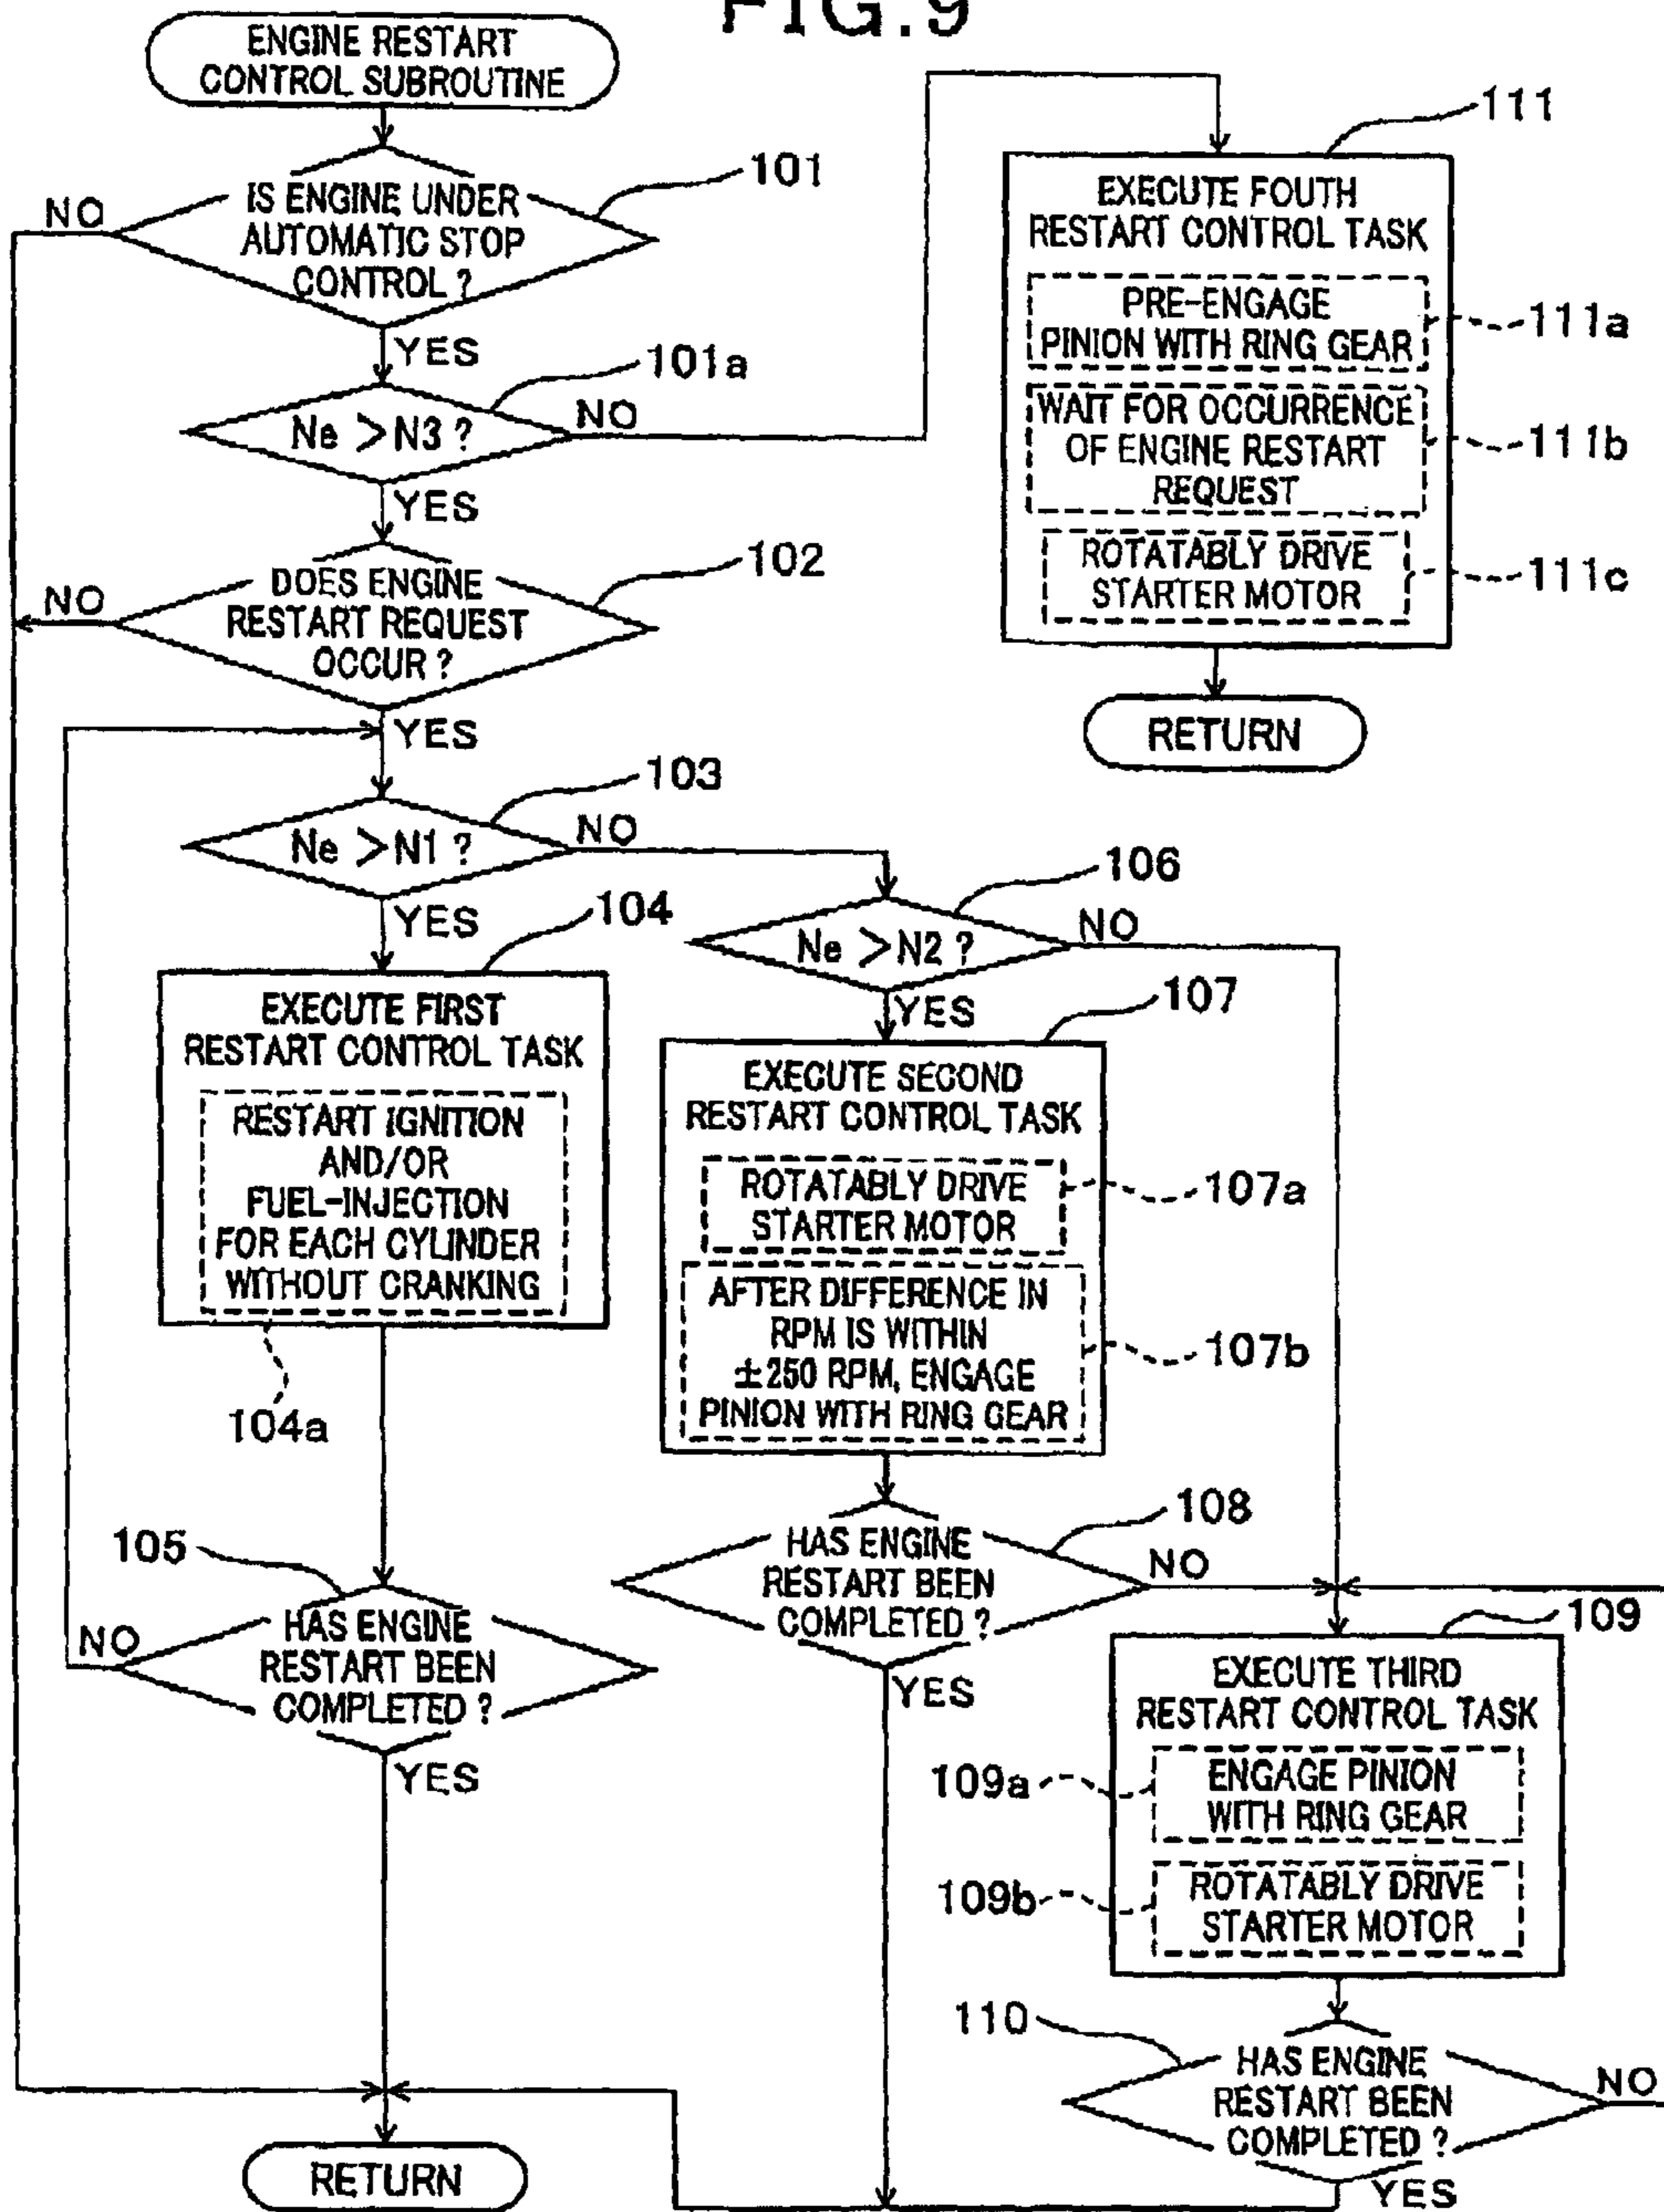 FIG.9
ENGINE RESTART
CONTROL SUBROUTINE
101
IS ENGINE UNDER
AUTOMATIC STOP
CONTROL ?
NO
YES
101a
Ne >N3 ?
NO
YES
102
DOES ENGINE
RESTART REQUEST
OCCUR ?
NO
YES
103
Ne >N1 ?
NO
YES
104
EXECUTE FIRST
RESTART CONTROL TASK
RESTART IGNITION
AND/OR
FUEL-INJECTION
FOR EACH CYLINDER
WITHOUT CRANKING
104a
105
HAS ENGINE
RESTART BEEN
COMPLETED ?
NO
YES
RETURN
106
Ne >N2 ?
NO
YES
107
EXECUTE SECOND
RESTART CONTROL TASK
ROTATABLY DRIVE
STARTER MOTOR
107a
AFTER DIFFERENCE IN
RPM IS WITHIN
±250 RPM, ENGAGE
PINION WITH RING GEAR
107b
108
HAS ENGINE
RESTART BEEN
COMPLETED ?
NO
YES
109
EXECUTE THIRD
RESTART CONTROL TASK
109a
ENGAGE PINION
WITH RING GEAR
109b
ROTATABLY DRIVE
STARTER MOTOR
110
HAS ENGINE
RESTART BEEN
COMPLETED ?
NO
YES
111
EXECUTE FOUTH
RESTART CONTROL TASK
PRE-ENGAGE
PINION WITH RING GEAR
111a
WAIT FOR OCCURRENCE
OF ENGINE RESTART
REQUEST
111b
ROTATABLY DRIVE
STARTER MOTOR
111c
RETURN